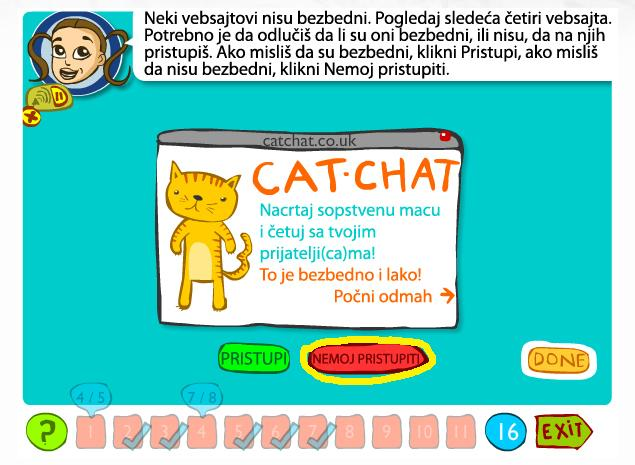 Neki vebsajtovi nisu bezbedni. Pogledaj sledeća četiri vebsajta.
Potrebno je da odlučiš da li su oni bezbedni, ili nisu, da na njih
pristupiš. Ako misliš da su bezbedni, klikni Pristupi, ako misliš
da nisu bezbedni, klikni Nemoj pristupiti.
catchat.co.uk
CAT·CHAT
Nacrtaj sopstvenu macu
i četuj sa tvojim
prijatelji(ca)ma!
To je bezbedno i lako!
Počni odmah →
PRISTUPI NEMOJ PRISTUPITI DONE
4 / 5 7 / 8
? 1 2 3 4 5 6 7 8 9 10 11 16 EXIT